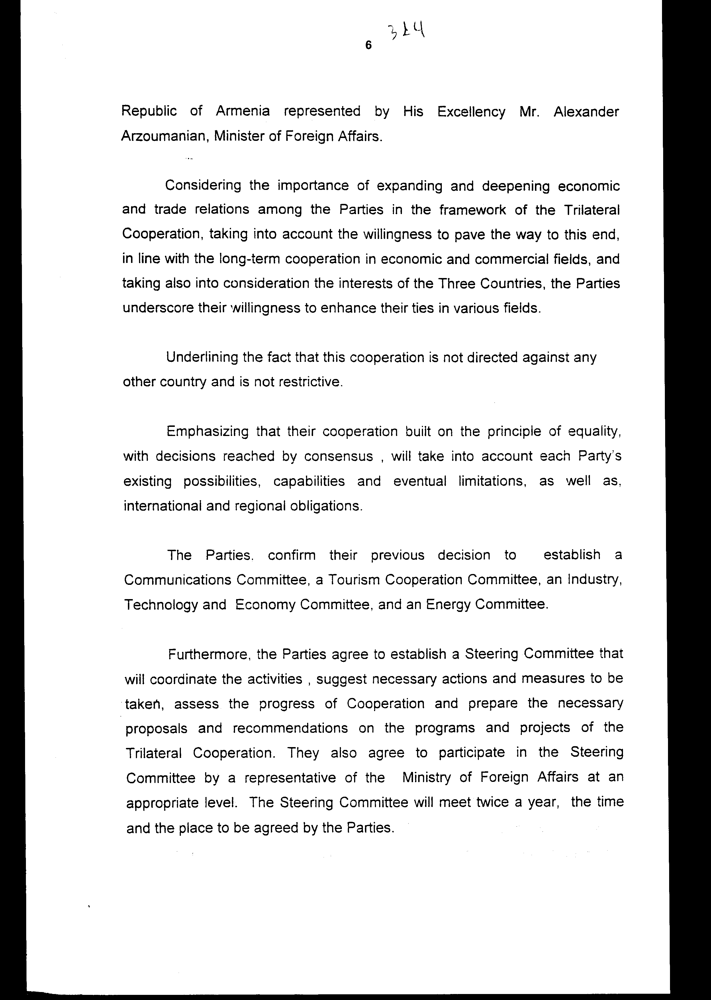 314
6
Republic of Armenia represented by His Excellency Mr. Alexander
Arzoumanian, Minister of Foreign Affairs.
Considering the importance of expanding and deepening economic
and trade relations among the Parties in the framework of the Trilateral
Cooperation, taking into account the willingness to pave the way to this end,
in line with the long-term cooperation in economic and commercial fields, and
taking also into consideration the interests of the Three Countries, the Parties
underscore their willingness to enhance their ties in various fields.
Underlining the fact that this cooperation is not directed against any
other country and is not restrictive.
Emphasizing that their cooperation built on the principle of equality,
with decisions reached by consensus , will take into account each Party's
existing possibilities, capabilities and eventual limitations, as well as,
international and regional obligations.
The Parties. confirm their previous decision to establish a
Communications Committee, a Tourism Cooperation Committee, an Industry,
Technology and Economy Committee, and an Energy Committee.
Furthermore, the Parties agree to establish a Steering Committee that
will coordinate the activities , suggest necessary actions and measures to be
taken, assess the progress of Cooperation and prepare the necessary
proposals and recommendations on the programs and projects of the
Trilateral Cooperation. They also agree to participate in the Steering
Committee by a representative of the Ministry of Foreign Affairs at an
appropriate level. The Steering Committee will meet twice a year, the time
and the place to be agreed by the Parties.